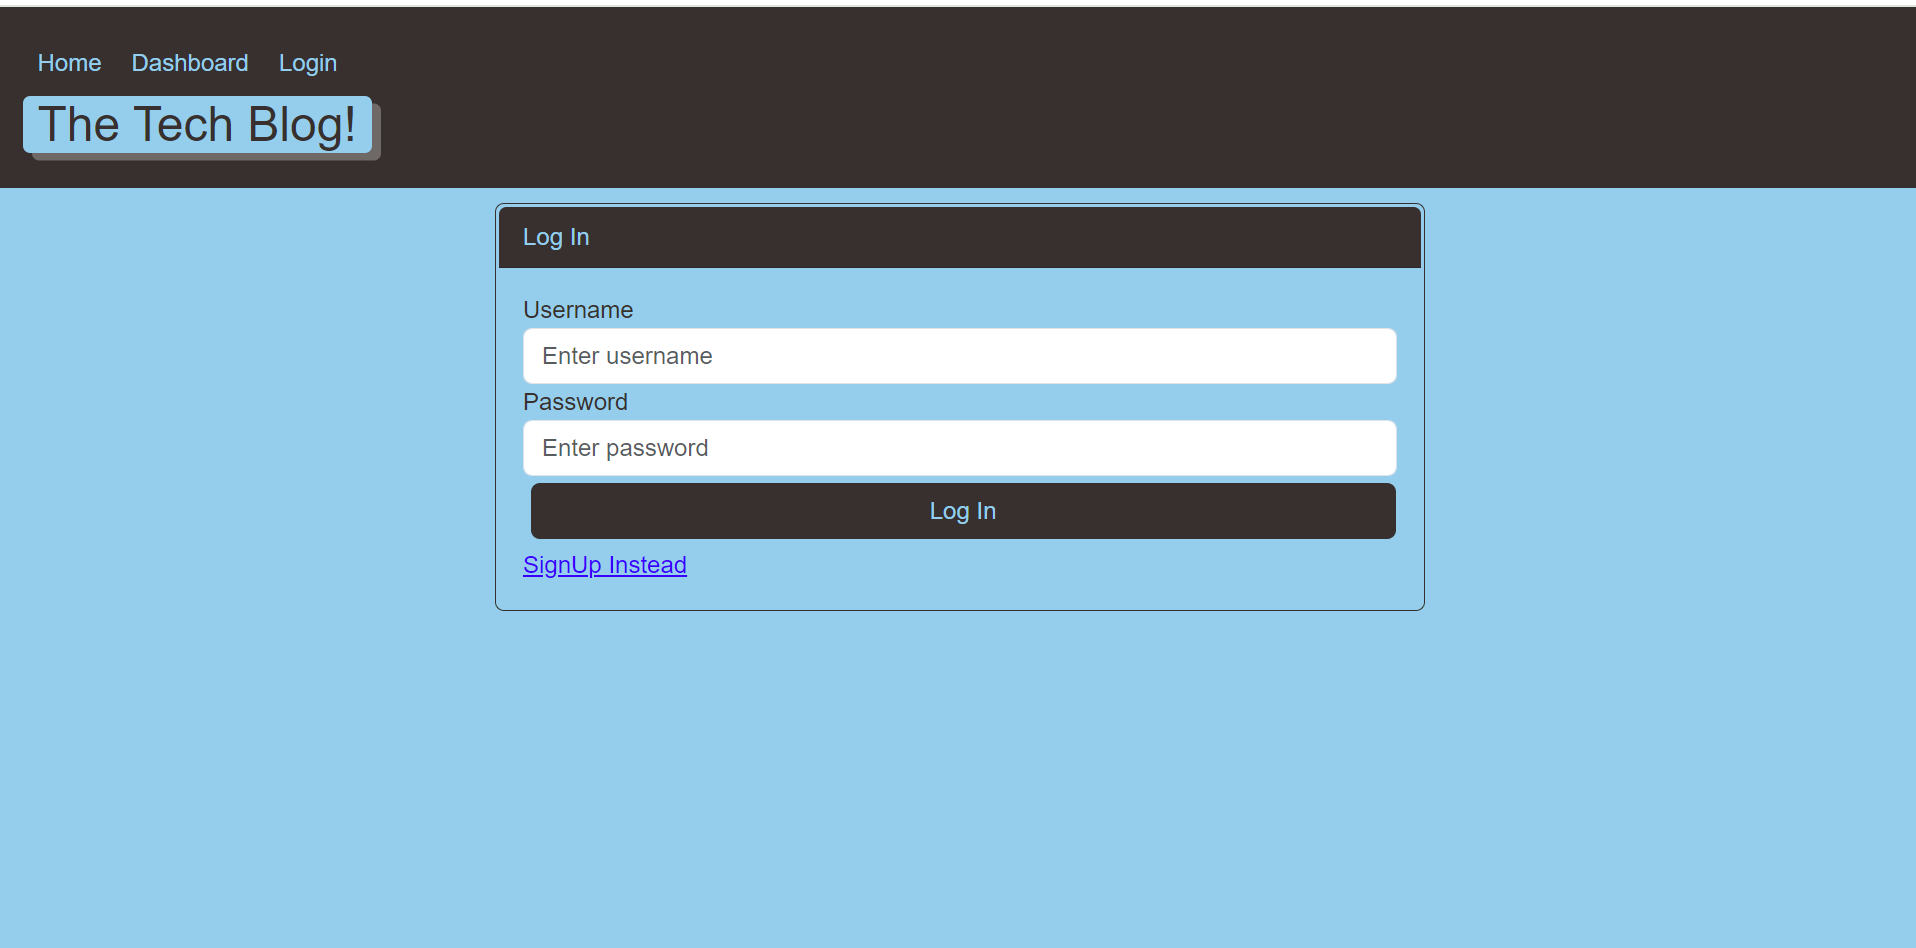 Home Dashboard Login
The Tech Blog!
Log In
Username
Enter username
Password
Enter password
Log In
SignUp Instead